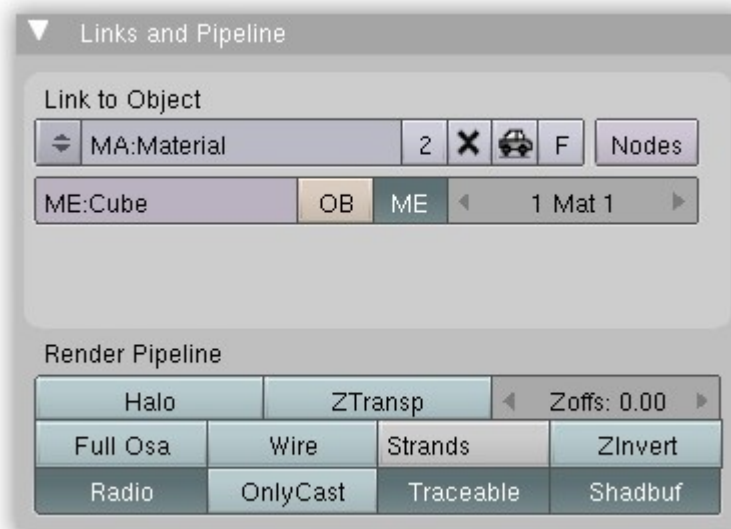 Links and Pipeline
Link to Object
MA:Material 2 F Nodes
ME:Cube OB ME 1 Mat 1
Render Pipeline
Halo ZTransp Zoffs: 0.00
Full Osa Wire Strands ZInvert
Radio OnlyCast Traceable Shadbuf